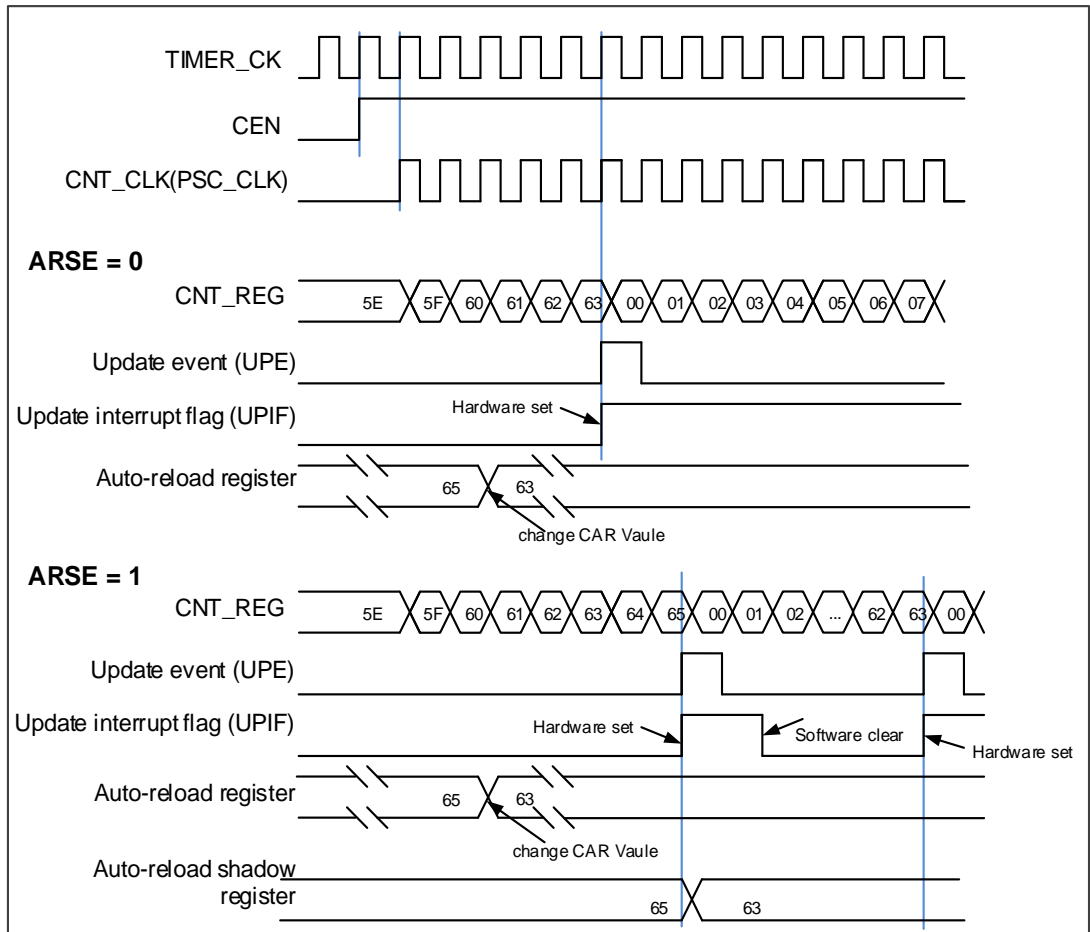 TIMER_CK
CEN
CNT_CLK(PSC_CLK)
ARSE = 0
CNT_REG 5E 5F 60 61 62 63 00 01 02 03 04 05 06 07
Update event (UPE)
Update interrupt flag (UPIF) Hardware set
Auto-reload register 65 63
change CAR Vaule
ARSE = 1
CNT_REG 5E 5F 60 61 62 63 64 65 00 01 02 ... 62 63 00
Update event (UPE)
Update interrupt flag (UPIF) Hardware set Software clear Hardware set
Auto-reload register 65 63
change CAR Vaule
Auto-reload shadow
register 65 63